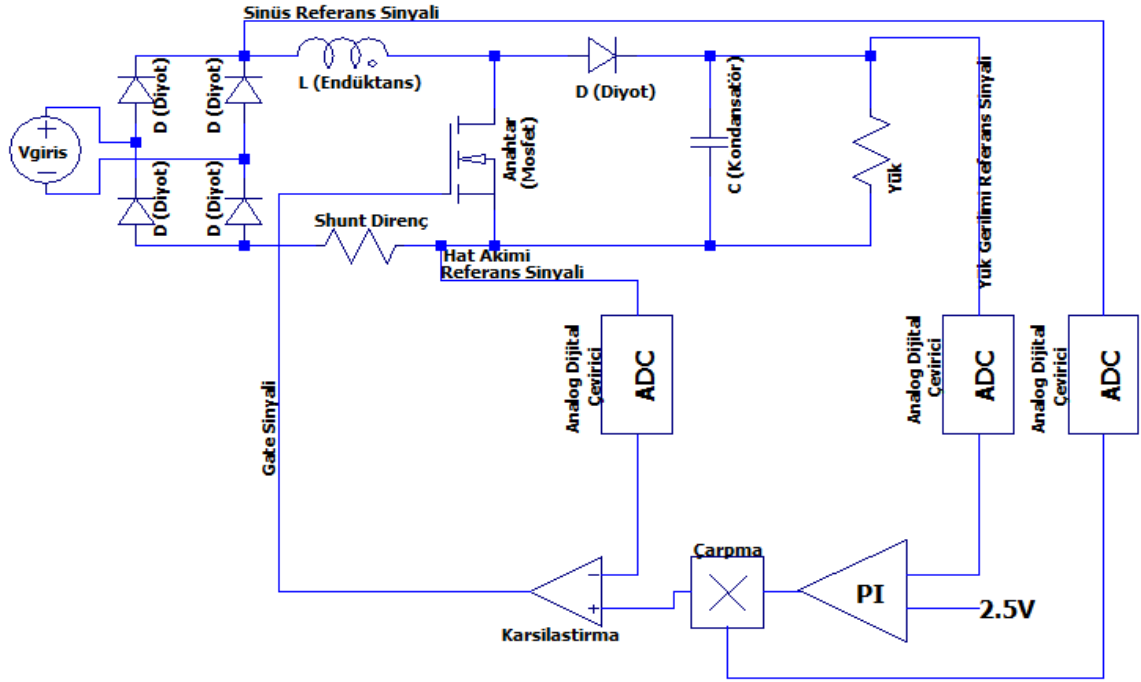 Sinüs Referans Sinyali
D (Diyot)
D (Diyot)
L (Endüktans)
D (Diyot)
Vgiris
D (Diyot)
D (Diyot)
Anahtar
(Mosfet)
C (Kondansatör)
Yük
Yük Gerilimi Referans Sinyali
Shunt Direnç
Hat Akimi
Referans Sinyali
Gate Sinyali
Analog Dijital
Çevirici
ADC
Analog Dijital
Çevirici
ADC
Analog Dijital
Çevirici
ADC
Çarpma
PI
2.5V
Karsilastirma